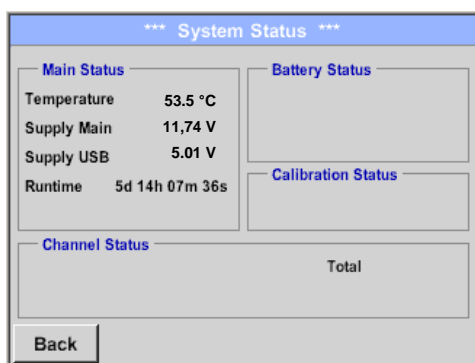 *** System Status ***
Main Status
Temperature 53.5 °C
Supply Main 11,74 V
Supply USB 5.01 V
Runtime 5d 14h 07m 36s
Battery Status
Calibration Status
Channel Status
Total
Back